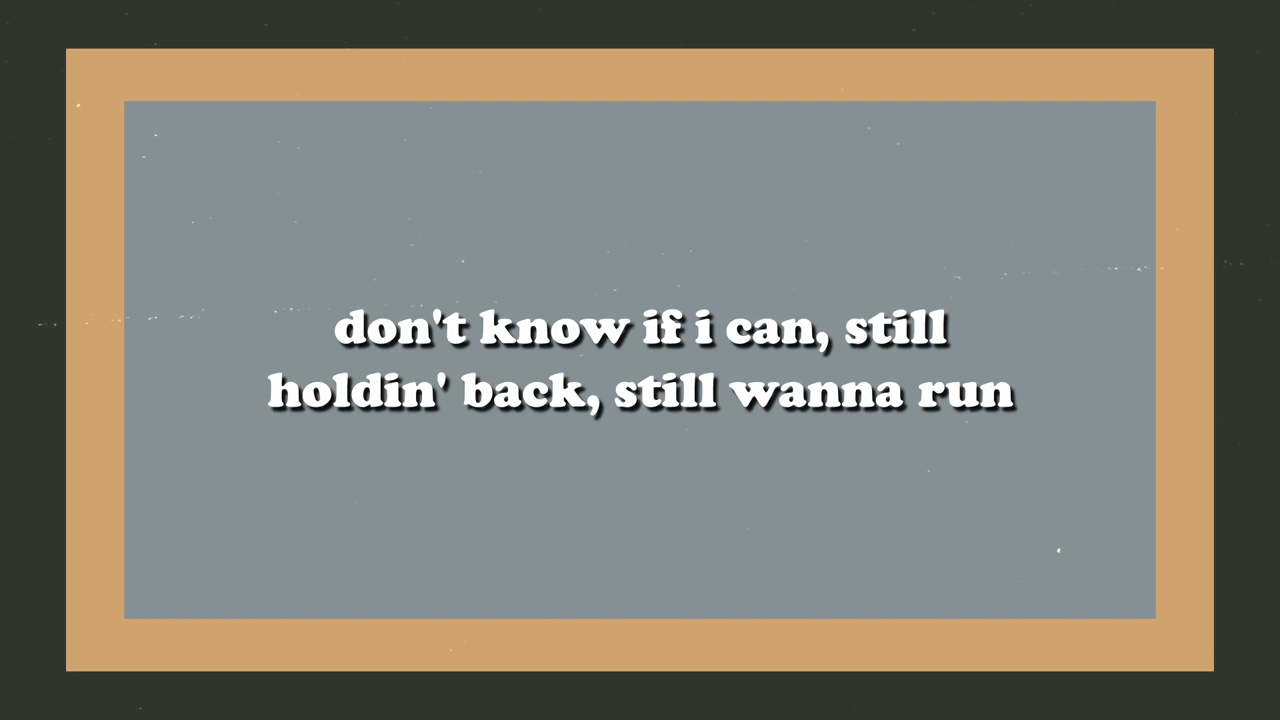 don't know if i can, still
holdin' back, still wanna run